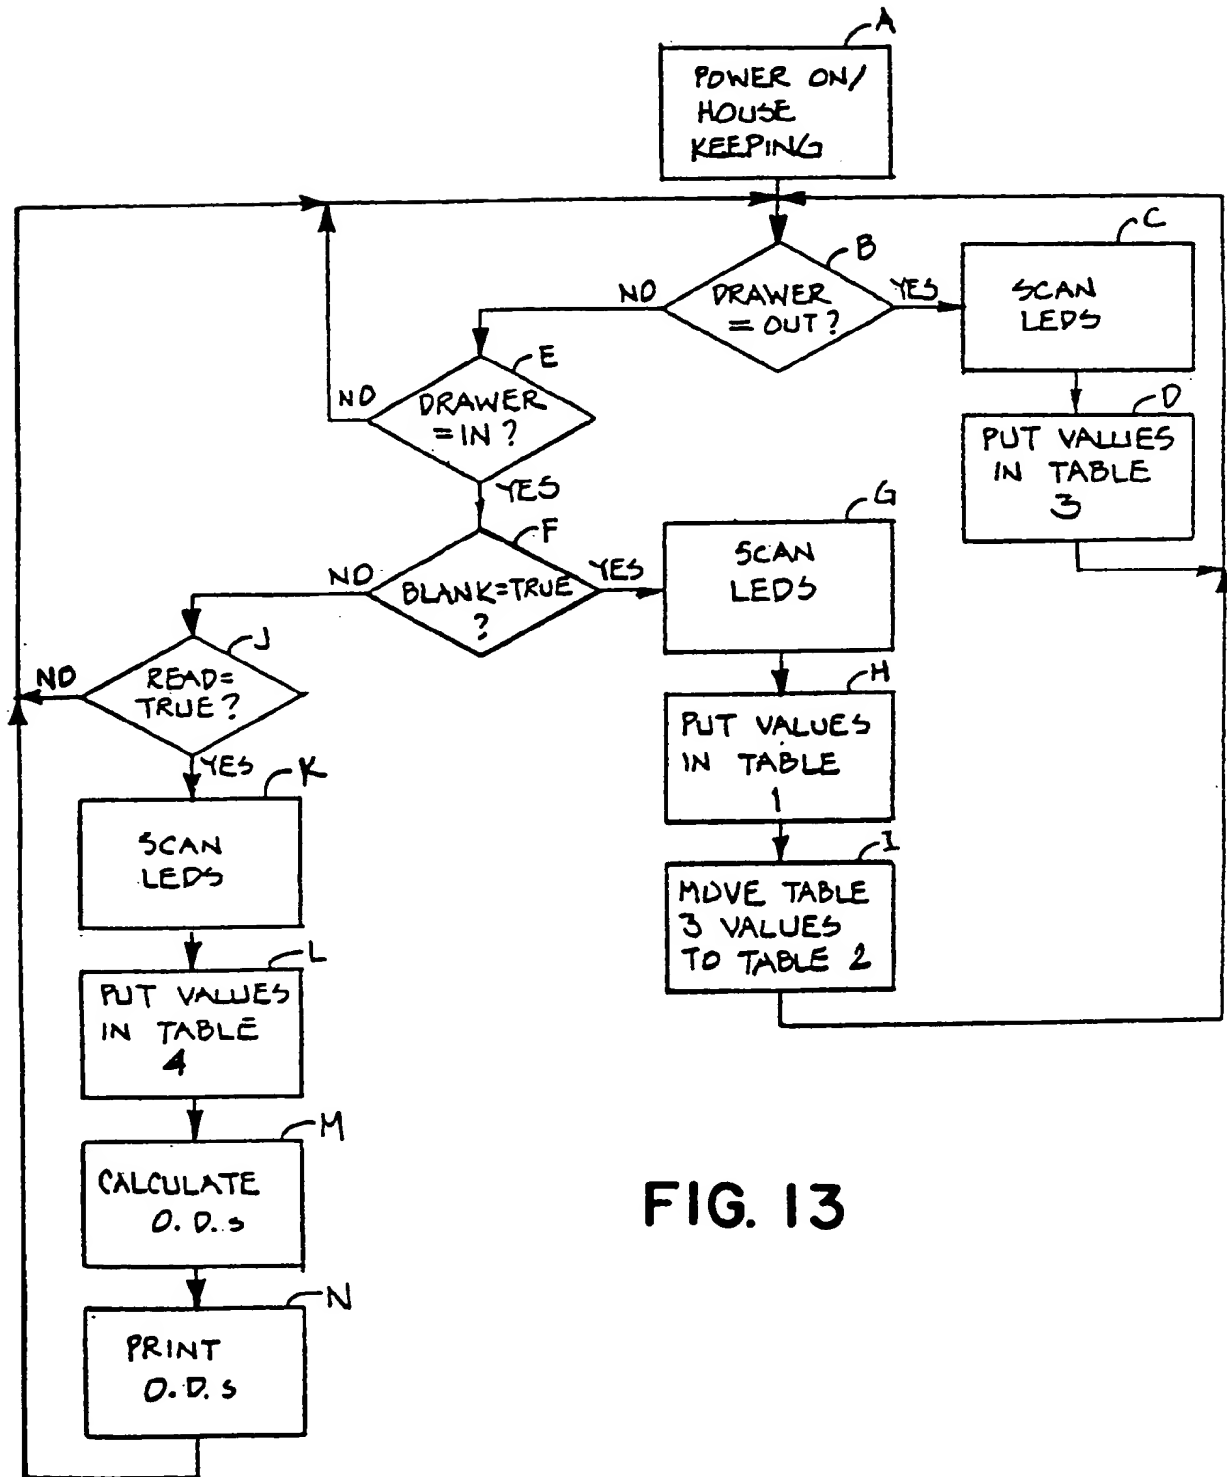 A
POWER ON/
HOUSE
KEEPING
B
DRAWER
= OUT?
NO
YES
C
SCAN
LEDS
D
PUT VALUES
IN TABLE
3
E
DRAWER
= IN ?
NO
YES
F
BLANK=TRUE
?
NO
YES
G
SCAN
LEDS
H
PUT VALUES
IN TABLE
1
I
MOVE TABLE
3 VALUES
TO TABLE 2
J
READ=
TRUE?
NO
YES
K
SCAN
LEDS
L
PUT VALUES
IN TABLE
4
M
CALCULATE
O.D.s
N
PRINT
O.D.s
FIG. 13